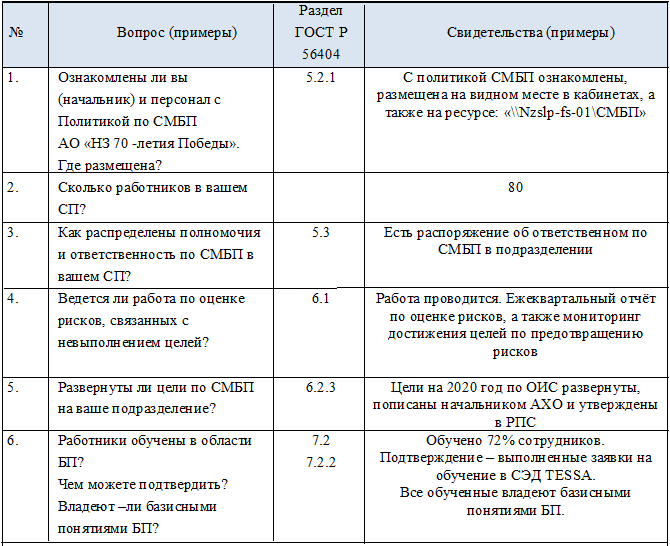 №
Вопрос (примеры)
Раздел
ГОСТ Р
56404
Свидетельства (примеры)
1.
Ознакомлены ли вы
(начальник) и персонал с
Политикой по СМБП
АО «НЗ 70 -летия Победы».
Где размещена?
5.2.1
С политикой СМБП ознакомлены,
размещена на видном месте в кабинетах, а
также на ресурсе: «\\Nzslp-fs-01\СМБП»
2.
Сколько работников в вашем
СП?
80
3.
Как распределены полномочия
и ответственность по СМБП в
вашем СП?
5.3
Есть распоряжение об ответственном по
СМБП в подразделении
4.
Ведется ли работа по оценке
рисков, связанных с
невыполнением целей?
6.1
Работа проводится. Ежеквартальный отчёт
по оценке рисков, а также мониторинг
достижения целей по предотвращению
рисков
5.
Развернуты ли цели по СМБП
на ваше подразделение?
6.2.3
Цели на 2020 год по ОИС развернуты,
пописаны начальником АХО и утверждены
в РПС
6.
Работники обучены в области
БП?
Чем можете подтвердить?
Владеют –ли базисными
понятиями БП?
7.2
7.2.2
Обучено 72% сотрудников.
Подтверждение – выполненные заявки на
обучение в СЭД TESSA.
Все обученные владеют базисными
понятиями БП.